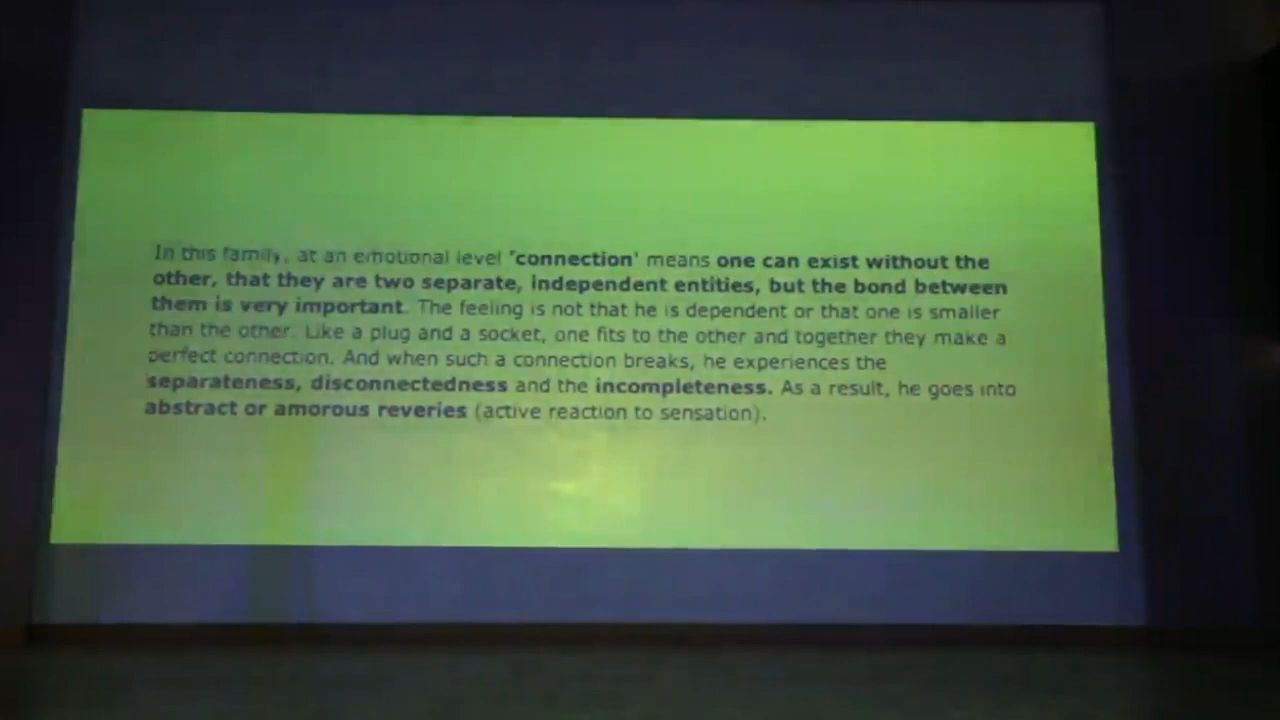 In this family, at an emotional level 'connection' means one can exist without the
other, that they are two separate, independent entities, but the bond between
them is very important. The feeling is not that he is dependent or that one is smaller
than the other. Like a plug and a socket, one fits to the other and together they make a
perfect connection. And when such a connection breaks, he experiences the
separateness, disconnectedness and the incompleteness. As a result, he goes into
abstract or amorous reveries (active reaction to sensation).